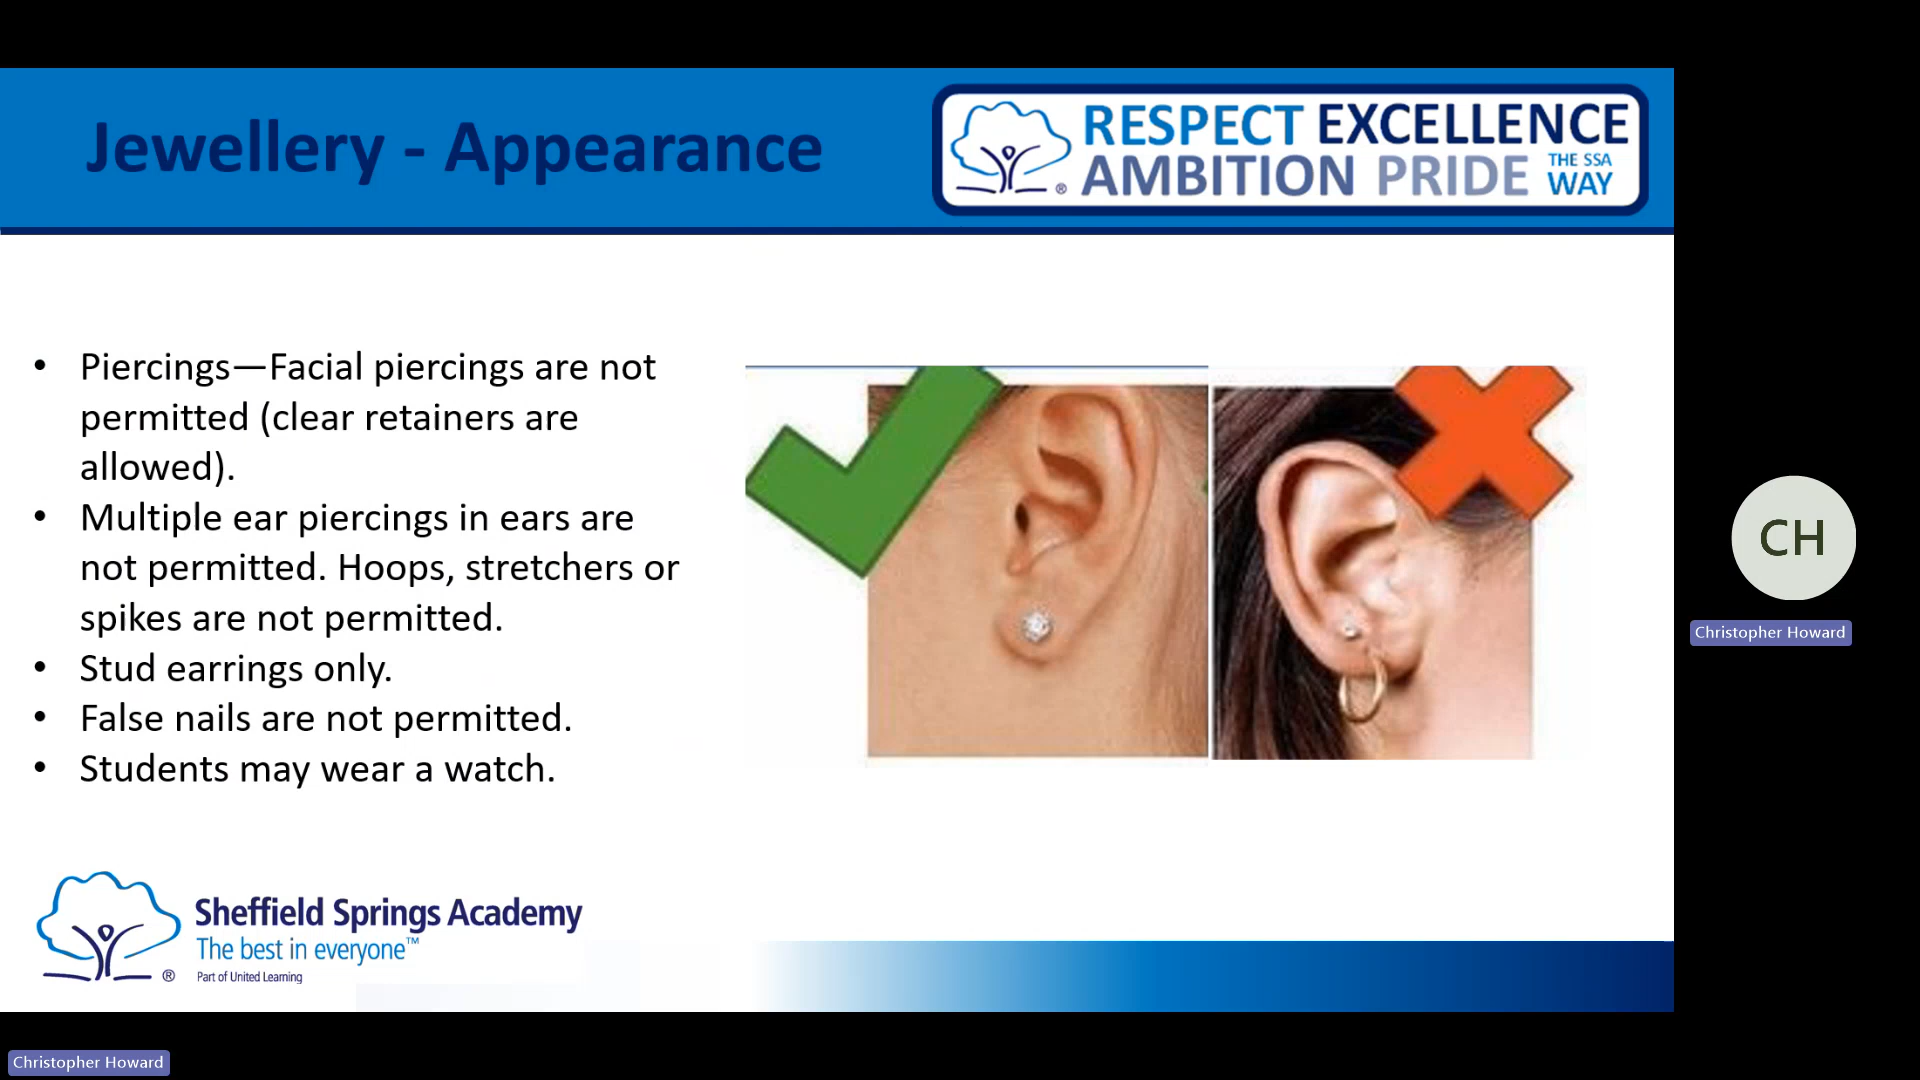 Jewellery - Appearance
RESPECT EXCELLENCE
AMBITION PRIDE THE SSA WAY
®
• Piercings—Facial piercings are not
permitted (clear retainers are
allowed).
• Multiple ear piercings in ears are
not permitted. Hoops, stretchers or
spikes are not permitted.
• Stud earrings only.
• False nails are not permitted.
• Students may wear a watch.
CH
Christopher Howard
Sheffield Springs Academy
The best in everyone™
® Part of United Learning
Christopher Howard